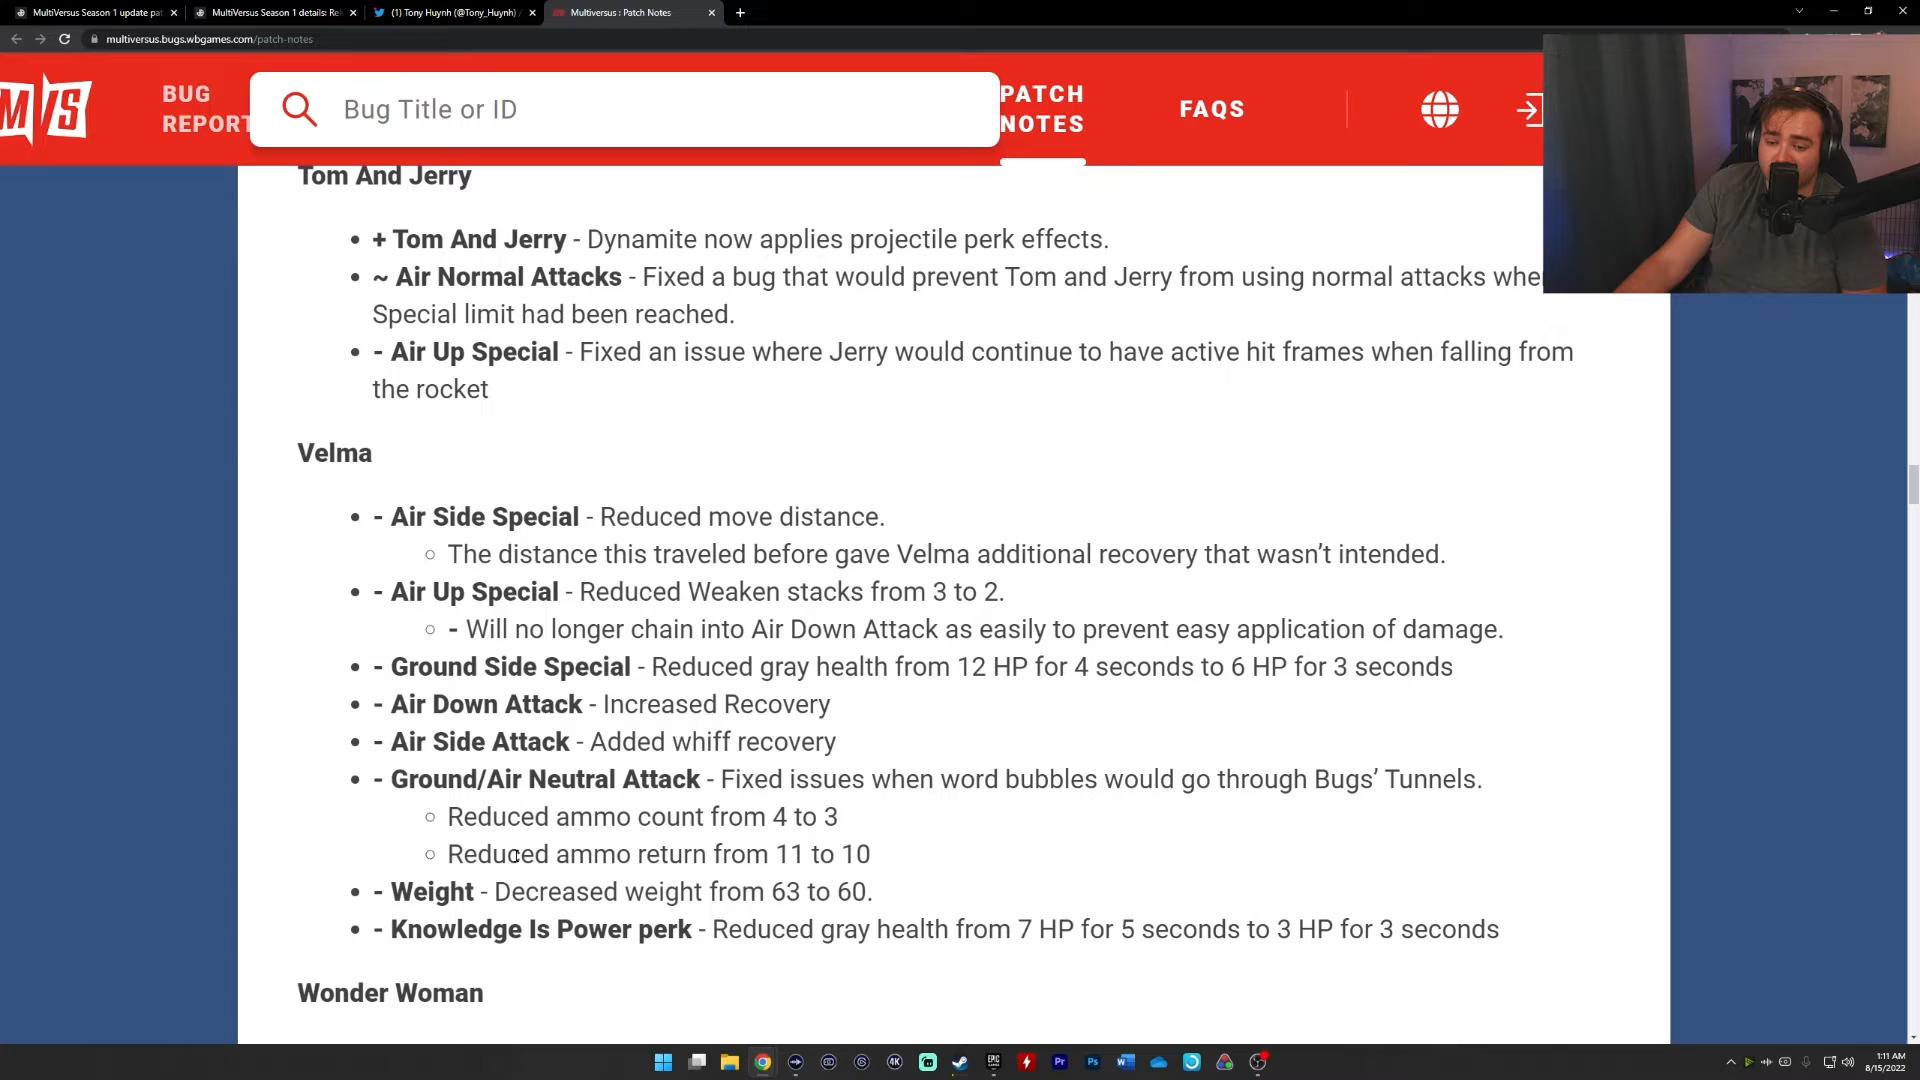 MultiVersus Season 1 update pat
MultiVersus Season 1 details: Rel
(1) Tony Huynh (@Tony_Huynh) /
Multiversus : Patch Notes
multiversus.bugs.wbgames.com/patch-notes
M/S
BUG
REPORT
Bug Title or ID
PATCH
NOTES
FAQS
Tom And Jerry
+ Tom And Jerry - Dynamite now applies projectile perk effects.
~ Air Normal Attacks - Fixed a bug that would prevent Tom and Jerry from using normal attacks when
Special limit had been reached.
- Air Up Special - Fixed an issue where Jerry would continue to have active hit frames when falling from
the rocket
Velma
- Air Side Special - Reduced move distance.
The distance this traveled before gave Velma additional recovery that wasn’t intended.
- Air Up Special - Reduced Weaken stacks from 3 to 2.
- Will no longer chain into Air Down Attack as easily to prevent easy application of damage.
- Ground Side Special - Reduced gray health from 12 HP for 4 seconds to 6 HP for 3 seconds
- Air Down Attack - Increased Recovery
- Air Side Attack - Added whiff recovery
- Ground/Air Neutral Attack - Fixed issues when word bubbles would go through Bugs’ Tunnels.
Reduced ammo count from 4 to 3
Reduced ammo return from 11 to 10
- Weight - Decreased weight from 63 to 60.
- Knowledge Is Power perk - Reduced gray health from 7 HP for 5 seconds to 3 HP for 3 seconds
Wonder Woman
4K
EPIC
Pr
Ps
W
1:11 AM
8/15/2022